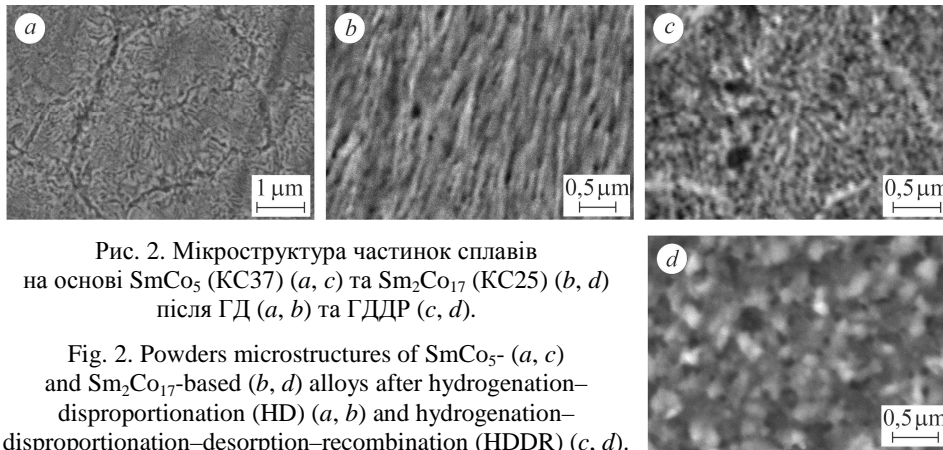 a
b
c
1 μm
0,5 μm
0,5 μm
Рис. 2. Мікроструктура частинок сплавів
на основі SmCo₅ (КС37) (a, c) та Sm₂Co₁₇ (КС25) (b, d)
після ГД (a, b) та ГДДР (c, d).
Fig. 2. Powders microstructures of SmCo₅- (a, c)
and Sm₂Co₁₇-based (b, d) alloys after hydrogenation–
disproportionation (HD) (a, b) and hydrogenation–
disproportionation–desorption–recombination (HDDR) (c, d).
d
0,5 μm